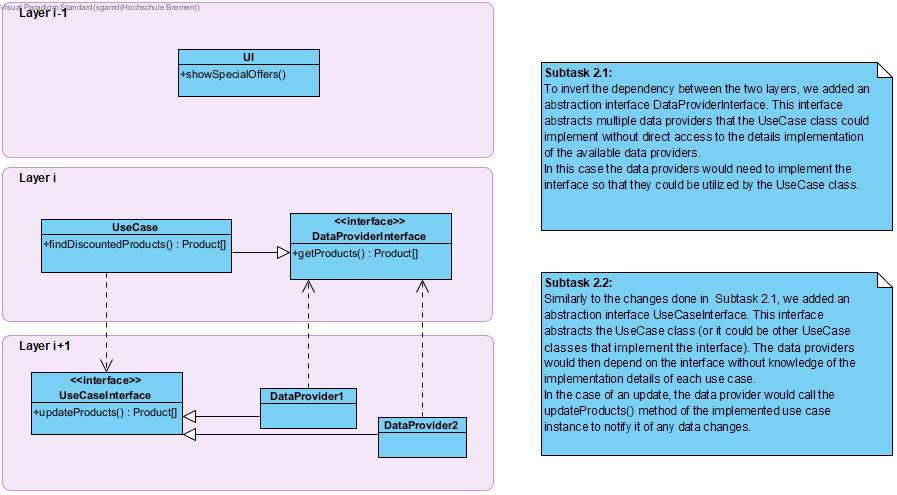 Visual Paradigm Standard(sgamd(Hochschule Bremen))
Layer i-1
UI
+showSpecialOffers()
Layer i
UseCase
+findDiscountedProducts() : Product[]
<<interface>>
DataProviderInterface
+getProducts() : Product[]
Layer i+1
<<interface>>
UseCaseInterface
+updateProducts() : Product[]
DataProvider1
DataProvider2
Subtask 2.1:
To invert the dependency between the two layers, we added an
abstraction interface DataProviderInterface. This interface
abstracts multiple data providers that the UseCase class could
implement without direct access to the details implementation
of the available data providers.
In this case the data providers would need to implement the
interface so that they could be utilized by the UseCase class.
Subtask 2.2:
Similarly to the changes done in Subtask 2.1, we added an
abstraction interface UseCaseInterface. This interface
abstracts the UseCase class (or it could be other UseCase
classes that implement the interface). The data providers
would then depend on the interface without knowledge of the
implementation details of each use case.
In the case of an update, the data provider would call the
updateProducts() method of the implemented use case
instance to notify it of any data changes.